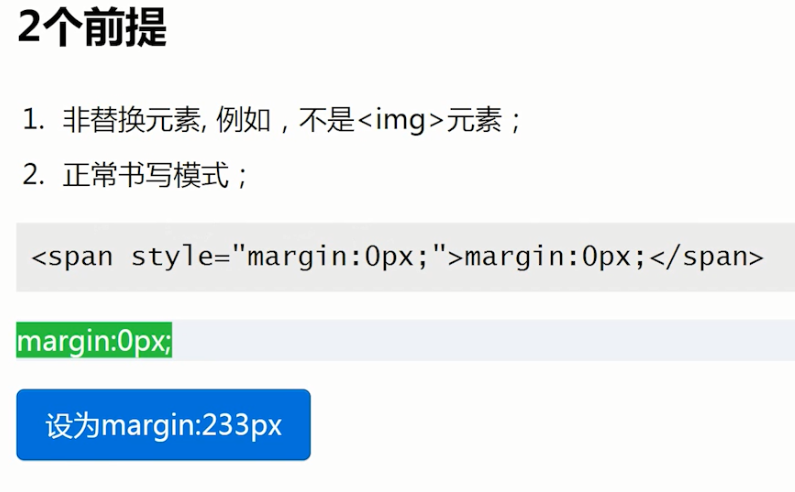 2个前提
1. 非替换元素, 例如，不是<img>元素；
2. 正常书写模式；
<span style="margin:0px;">margin:0px;</span>
margin:0px;
设为margin:233px